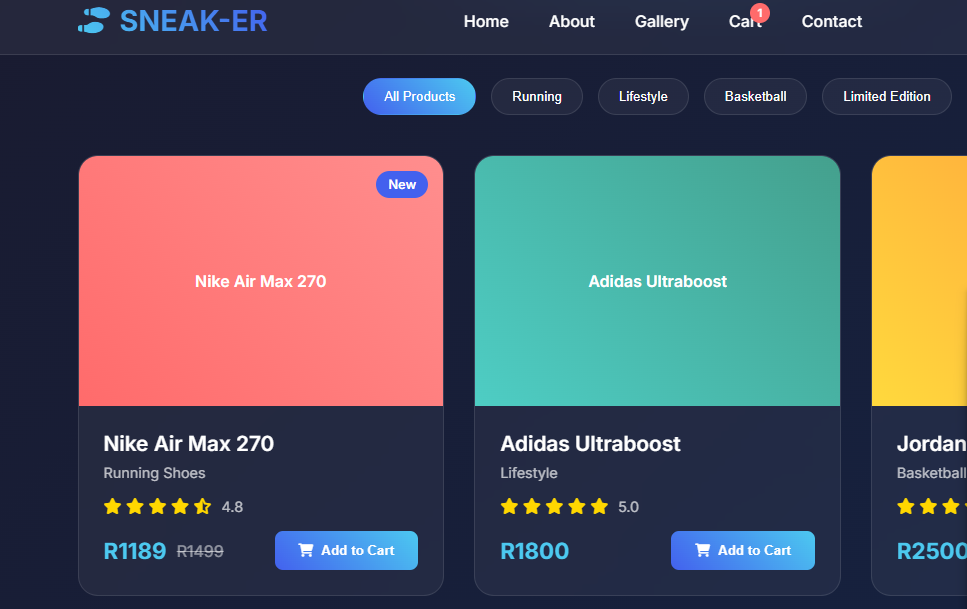 SNEAK-ER
Home About Gallery Cart 1 Contact
All Products Running Lifestyle Basketball Limited Edition
New
Nike Air Max 270
Adidas Ultraboost
Nike Air Max 270
Running Shoes
4.8
R1189 R1499 Add to Cart
Adidas Ultraboost
Lifestyle
5.0
R1800 Add to Cart
Jordan
Basketball
R2500